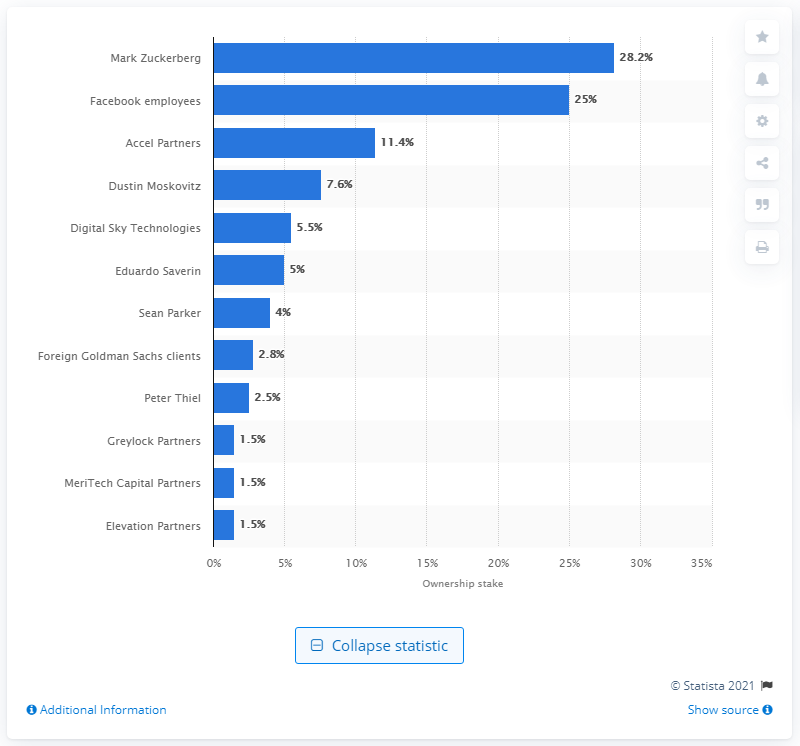 Mark Zuckerberg 28.2%
Facebook employees 25%
Accel Partners 11.4%
Dustin Moskovitz 7.6%
Digital Sky Technologies 5.5%
Eduardo Saverin 5%
Sean Parker 4%
Foreign Goldman Sachs clients 2.8%
Peter Thiel 2.5%
Greylock Partners 1.5%
MeriTech Capital Partners 1.5%
Elevation Partners 1.5%
0% 5% 10% 15% 20% 25% 30% 35%
Ownership stake
Collapse statistic
© Statista 2021
Additional Information Show source